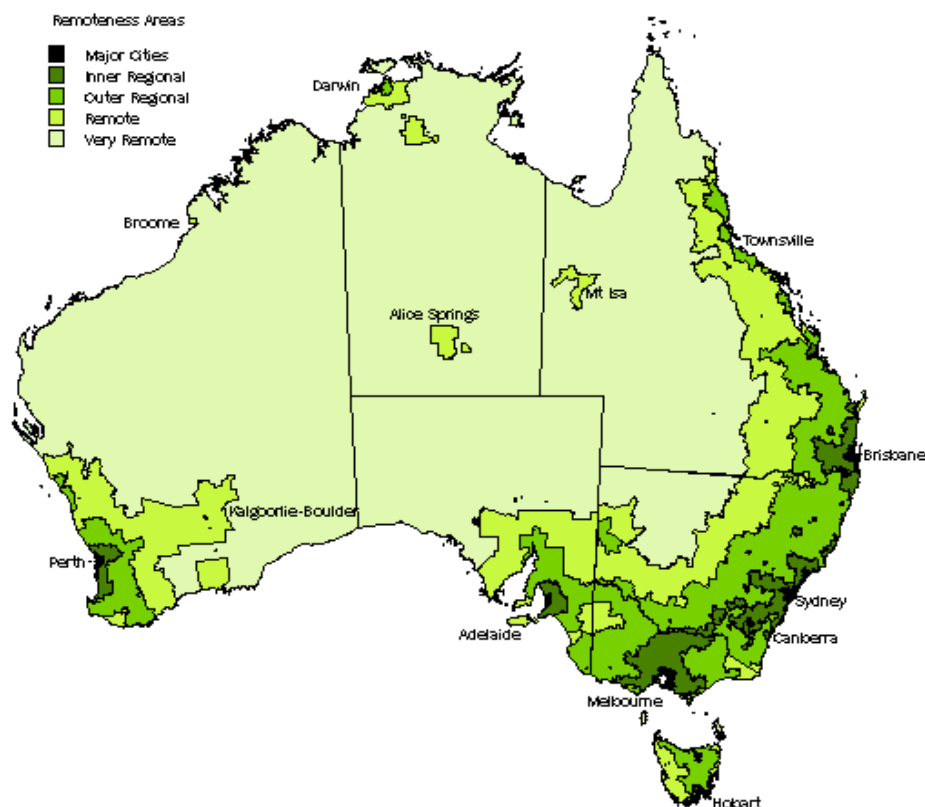 Remoteness Areas
Major Cities
Inner Regional
Outer Regional
Remote
Very Remote
Darwin
Broome
Townsville
Mt Isa
Alice Springs
Brisbane
Kalgoorlie-Boulder
Perth
Sydney
Adelaide
Canberra
Melbourne
Hobart